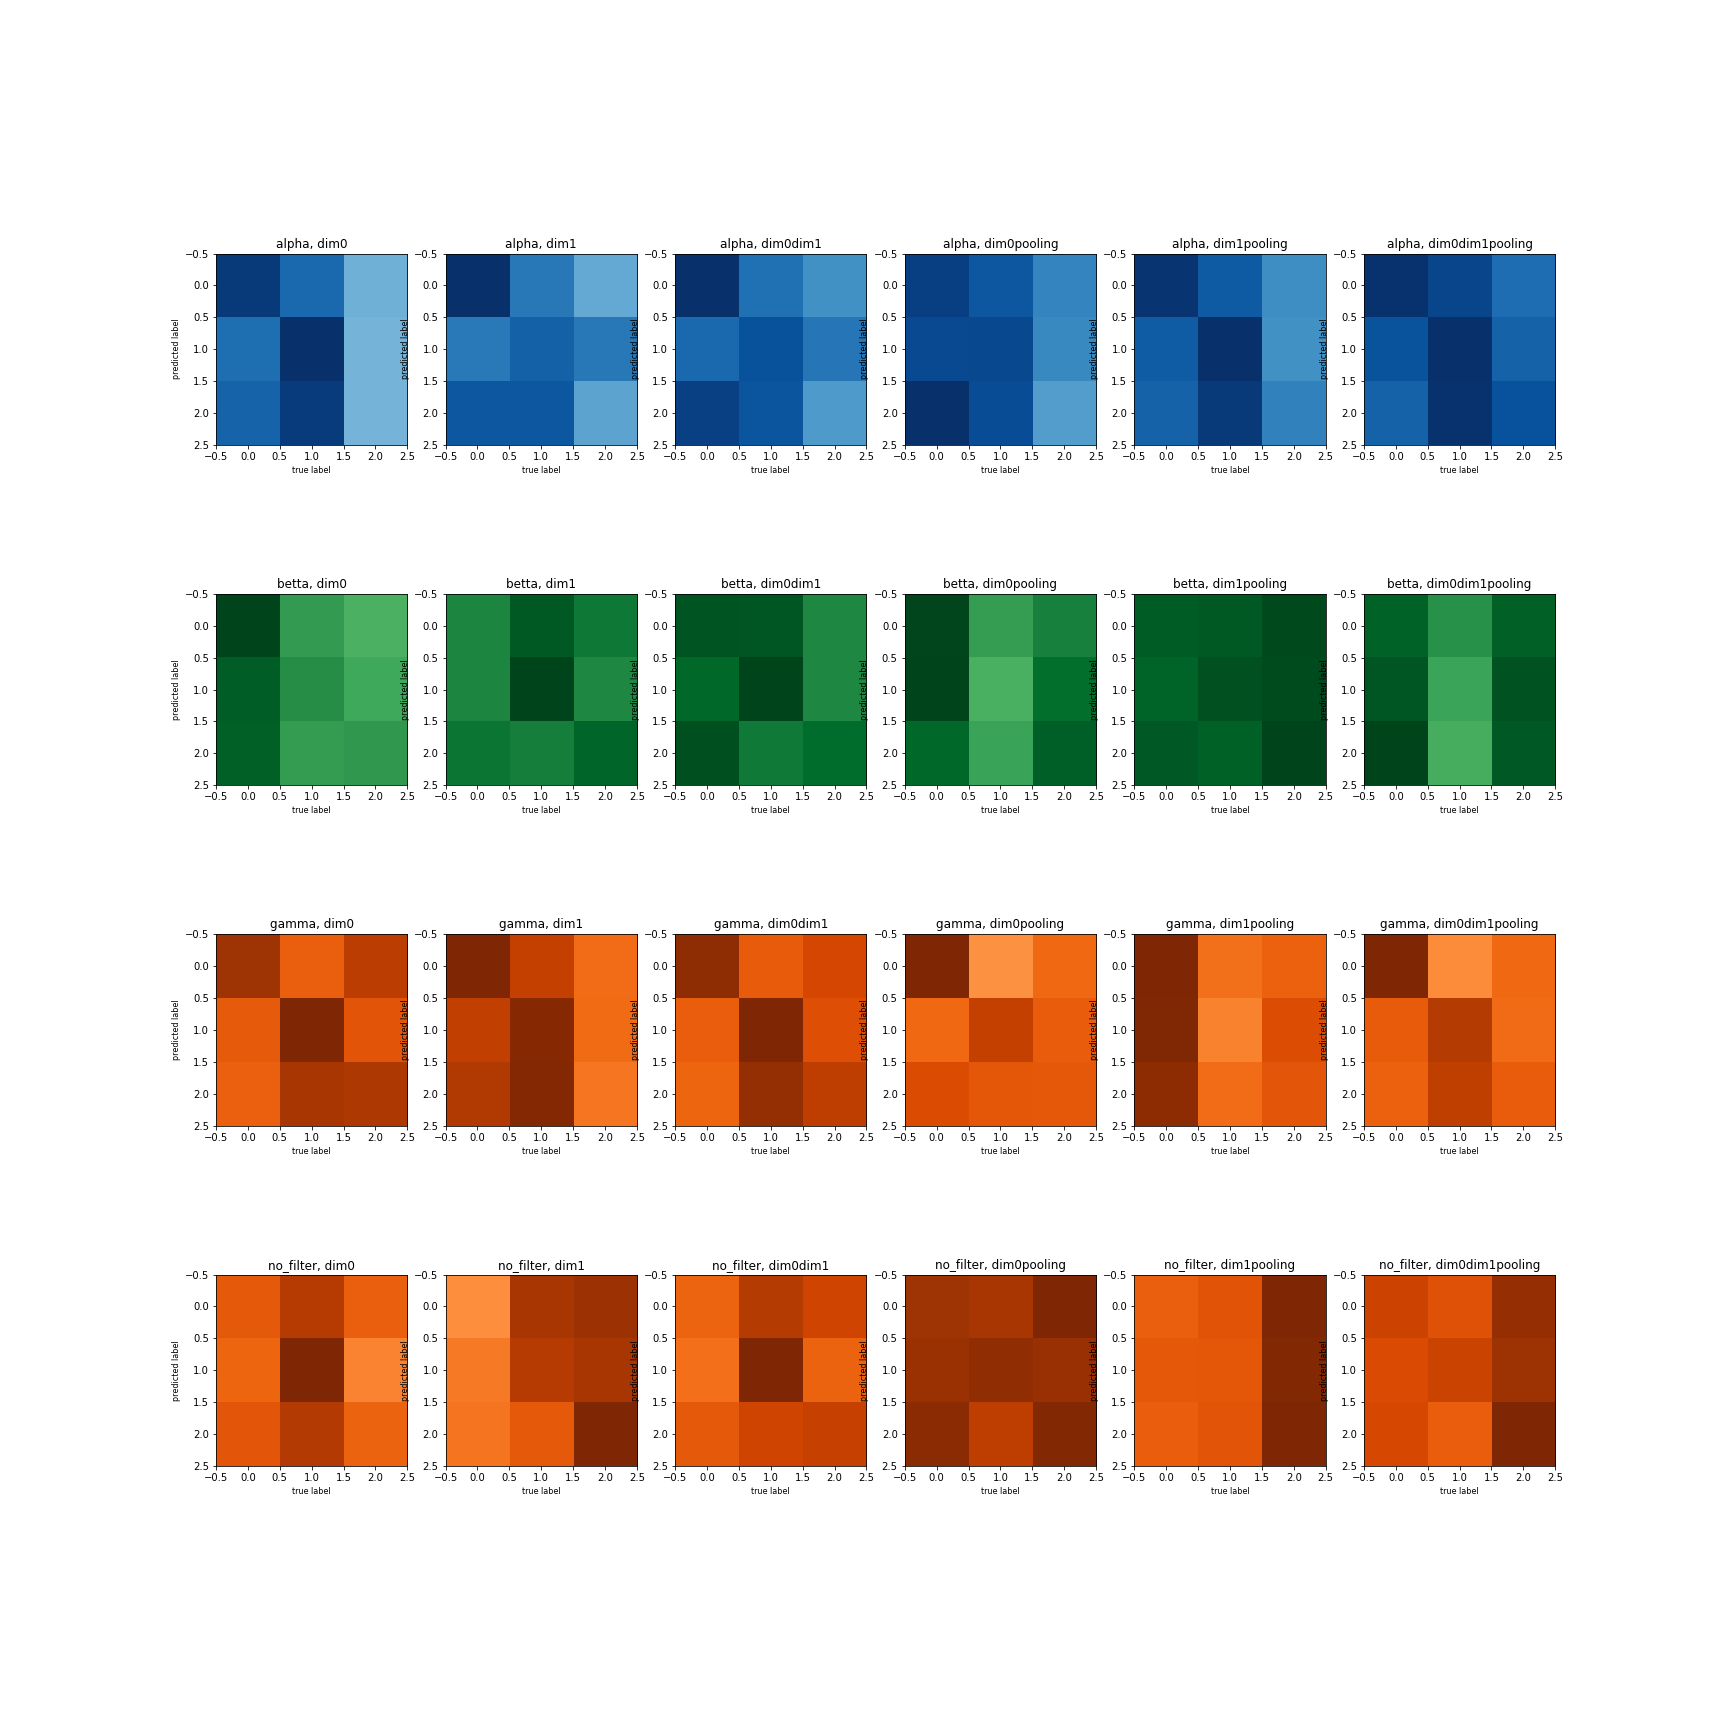 alpha, dim0 alpha, dim1 alpha, dim0dim1 alpha, dim0pooling alpha, dim1pooling alpha, dim0dim1pooling
−0.5 −0.5 −0.5 −0.5 −0.5 −0.5
0.0 0.0 0.0 0.0 0.0 0.0
0.5 0.5 0.5 0.5 0.5 0.5
predicted label predicted label predicted label predicted label predicted label predicted label
1.0 1.0 1.0 1.0 1.0 1.0
1.5 1.5 1.5 1.5 1.5 1.5
2.0 2.0 2.0 2.0 2.0 2.0
2.5 2.5 2.5 2.5 2.5 2.5
−0.5 0.0 0.5 1.0 1.5 2.0 2.5 −0.5 0.0 0.5 1.0 1.5 2.0 2.5 −0.5 0.0 0.5 1.0 1.5 2.0 2.5 −0.5 0.0 0.5 1.0 1.5 2.0 2.5 −0.5 0.0 0.5 1.0 1.5 2.0 2.5 −0.5 0.0 0.5 1.0 1.5 2.0 2.5
true label true label true label true label true label true label
betta, dim0 betta, dim1 betta, dim0dim1 betta, dim0pooling betta, dim1pooling betta, dim0dim1pooling
−0.5 −0.5 −0.5 −0.5 −0.5 −0.5
0.0 0.0 0.0 0.0 0.0 0.0
0.5 0.5 0.5 0.5 0.5 0.5
predicted label predicted label predicted label predicted label predicted label predicted label
1.0 1.0 1.0 1.0 1.0 1.0
1.5 1.5 1.5 1.5 1.5 1.5
2.0 2.0 2.0 2.0 2.0 2.0
2.5 2.5 2.5 2.5 2.5 2.5
−0.5 0.0 0.5 1.0 1.5 2.0 2.5 −0.5 0.0 0.5 1.0 1.5 2.0 2.5 −0.5 0.0 0.5 1.0 1.5 2.0 2.5 −0.5 0.0 0.5 1.0 1.5 2.0 2.5 −0.5 0.0 0.5 1.0 1.5 2.0 2.5 −0.5 0.0 0.5 1.0 1.5 2.0 2.5
true label true label true label true label true label true label
gamma, dim0 gamma, dim1 gamma, dim0dim1 gamma, dim0pooling gamma, dim1pooling gamma, dim0dim1pooling
−0.5 −0.5 −0.5 −0.5 −0.5 −0.5
0.0 0.0 0.0 0.0 0.0 0.0
0.5 0.5 0.5 0.5 0.5 0.5
predicted label predicted label predicted label predicted label predicted label predicted label
1.0 1.0 1.0 1.0 1.0 1.0
1.5 1.5 1.5 1.5 1.5 1.5
2.0 2.0 2.0 2.0 2.0 2.0
2.5 2.5 2.5 2.5 2.5 2.5
−0.5 0.0 0.5 1.0 1.5 2.0 2.5 −0.5 0.0 0.5 1.0 1.5 2.0 2.5 −0.5 0.0 0.5 1.0 1.5 2.0 2.5 −0.5 0.0 0.5 1.0 1.5 2.0 2.5 −0.5 0.0 0.5 1.0 1.5 2.0 2.5 −0.5 0.0 0.5 1.0 1.5 2.0 2.5
true label true label true label true label true label true label
no_filter, dim0 no_filter, dim1 no_filter, dim0dim1 no_filter, dim0pooling no_filter, dim1pooling no_filter, dim0dim1pooling
−0.5 −0.5 −0.5 −0.5 −0.5 −0.5
0.0 0.0 0.0 0.0 0.0 0.0
0.5 0.5 0.5 0.5 0.5 0.5
predicted label predicted label predicted label predicted label predicted label predicted label
1.0 1.0 1.0 1.0 1.0 1.0
1.5 1.5 1.5 1.5 1.5 1.5
2.0 2.0 2.0 2.0 2.0 2.0
2.5 2.5 2.5 2.5 2.5 2.5
−0.5 0.0 0.5 1.0 1.5 2.0 2.5 −0.5 0.0 0.5 1.0 1.5 2.0 2.5 −0.5 0.0 0.5 1.0 1.5 2.0 2.5 −0.5 0.0 0.5 1.0 1.5 2.0 2.5 −0.5 0.0 0.5 1.0 1.5 2.0 2.5 −0.5 0.0 0.5 1.0 1.5 2.0 2.5
true label true label true label true label true label true label